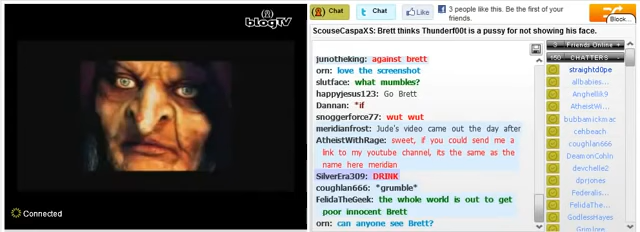 blogTV
Connected
Chat
Chat
Like
3 people like this. Be the first of your
friends.
Block...
ScouseCaspaXS: Brett thinks Thunderf00t is a pussy for not showing his face.
junotheking: against brett
orn: love the screenshot
slutface: what mumbles?
happyjesus123: Go Brett
Dannan: *if
snoggerforce77: wut wut
meridianfrost: Jude's video came out the day after
AtheistWithRage: sweet, if you could send me a
link to my youtube channel, its the same as the
name here meridian
SilverEra309: DRINK
coughlan666: *grumble*
FelidaTheGeek: the whole world is out to get
poor innocent Brett
orn: can anyone see Brett?
3 Friends Online
150 CHATTERS
straightd0pe
allbabies...
Anghellik9
AtheistWi...
bubbamickmac
cehbeach
coughlan666
DeamonCohin
devchelle2
dprjones
Federalis...
FelidaThe...
GodlessHayes
GrimJree